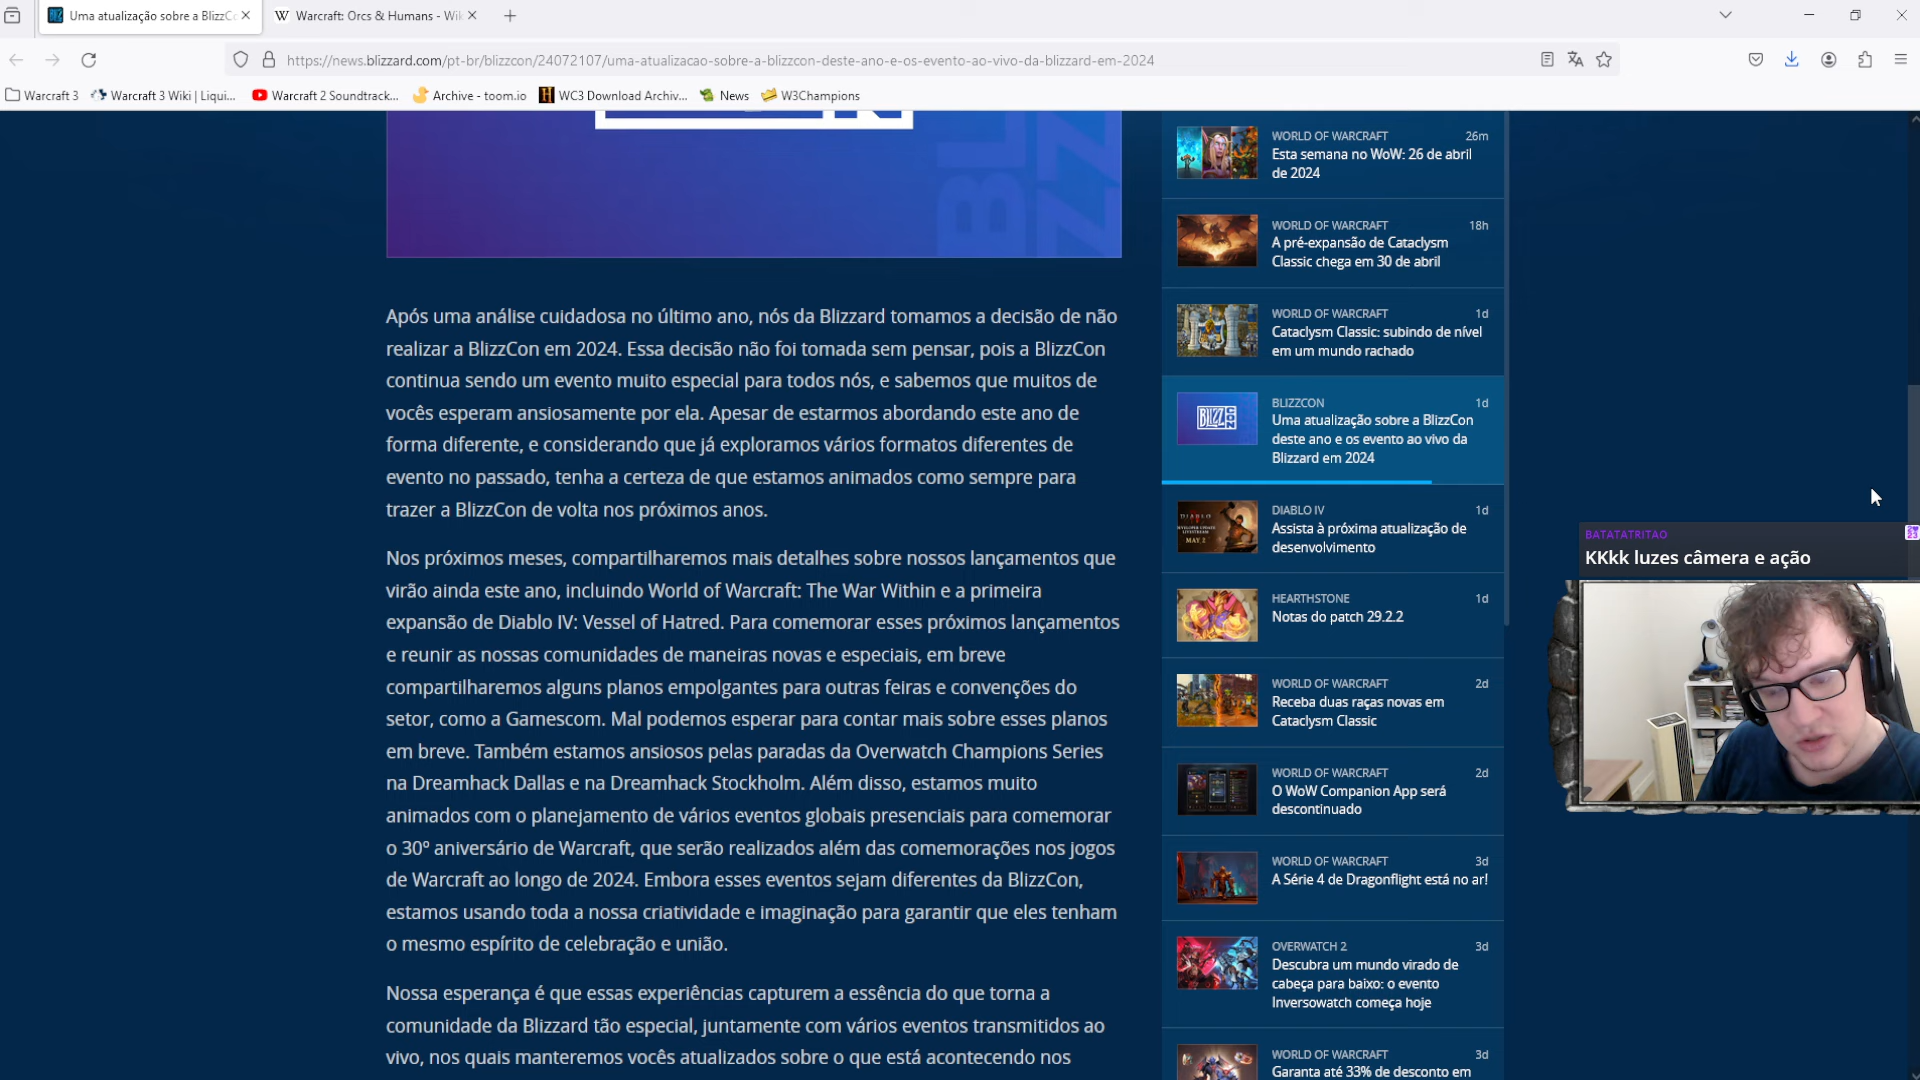 Uma atualização sobre a BlizzC
Warcraft: Orcs & Humans - Wik
https://news.blizzard.com/pt-br/blizzcon/24072107/uma-atualizacao-sobre-a-blizzcon-deste-ano-e-os-evento-ao-vivo-da-blizzard-em-2024
Warcraft 3
Warcraft 3 Wiki | Liqui...
Warcraft 2 Soundtrack...
Archive - toom.io
WC3 Download Archiv...
News
W3Champions
Após uma análise cuidadosa no último ano, nós da Blizzard tomamos a decisão de não
realizar a BlizzCon em 2024. Essa decisão não foi tomada sem pensar, pois a BlizzCon
continua sendo um evento muito especial para todos nós, e sabemos que muitos de
vocês esperam ansiosamente por ela. Apesar de estarmos abordando este ano de
forma diferente, e considerando que já exploramos vários formatos diferentes de
evento no passado, tenha a certeza de que estamos animados como sempre para
trazer a BlizzCon de volta nos próximos anos.
Nos próximos meses, compartilharemos mais detalhes sobre nossos lançamentos que
virão ainda este ano, incluindo World of Warcraft: The War Within e a primeira
expansão de Diablo IV: Vessel of Hatred. Para comemorar esses próximos lançamentos
e reunir as nossas comunidades de maneiras novas e especiais, em breve
compartilharemos alguns planos empolgantes para outras feiras e convenções do
setor, como a Gamescom. Mal podemos esperar para contar mais sobre esses planos
em breve. Também estamos ansiosos pelas paradas da Overwatch Champions Series
na Dreamhack Dallas e na Dreamhack Stockholm. Além disso, estamos muito
animados com o planejamento de vários eventos globais presenciais para comemorar
o 30º aniversário de Warcraft, que serão realizados além das comemorações nos jogos
de Warcraft ao longo de 2024. Embora esses eventos sejam diferentes da BlizzCon,
estamos usando toda a nossa criatividade e imaginação para garantir que eles tenham
o mesmo espírito de celebração e união.
Nossa esperança é que essas experiências capturem a essência do que torna a
comunidade da Blizzard tão especial, juntamente com vários eventos transmitidos ao
vivo, nos quais manteremos vocês atualizados sobre o que está acontecendo nos
WORLD OF WARCRAFT 26m
Esta semana no WoW: 26 de abril
de 2024
WORLD OF WARCRAFT 18h
A pré-expansão de Cataclysm
Classic chega em 30 de abril
WORLD OF WARCRAFT 1d
Cataclysm Classic: subindo de nível
em um mundo rachado
BLIZZCON 1d
Uma atualização sobre a BlizzCon
deste ano e os evento ao vivo da
Blizzard em 2024
DIABLO IV 1d
Assista à próxima atualização de
desenvolvimento
HEARTHSTONE 1d
Notas do patch 29.2.2
WORLD OF WARCRAFT 2d
Receba duas raças novas em
Cataclysm Classic
WORLD OF WARCRAFT 2d
O WoW Companion App será
descontinuado
WORLD OF WARCRAFT 3d
A Série 4 de Dragonflight está no ar!
OVERWATCH 2 3d
Descubra um mundo virado de
cabeça para baixo: o evento
Inversowatch começa hoje
WORLD OF WARCRAFT 3d
Garanta até 33% de desconto em
BATATATRITAO
KKkk luzes câmera e ação